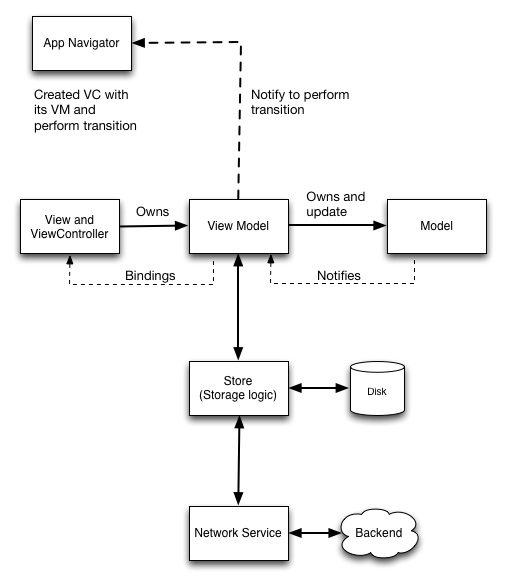 App Navigator
Created VC with
its VM and
perform transition
Notify to perform
transition
View and
ViewController
Owns
View Model
Owns and
update
Model
Bindings
Notifies
Store
(Storage logic)
Disk
Network Service
Backend